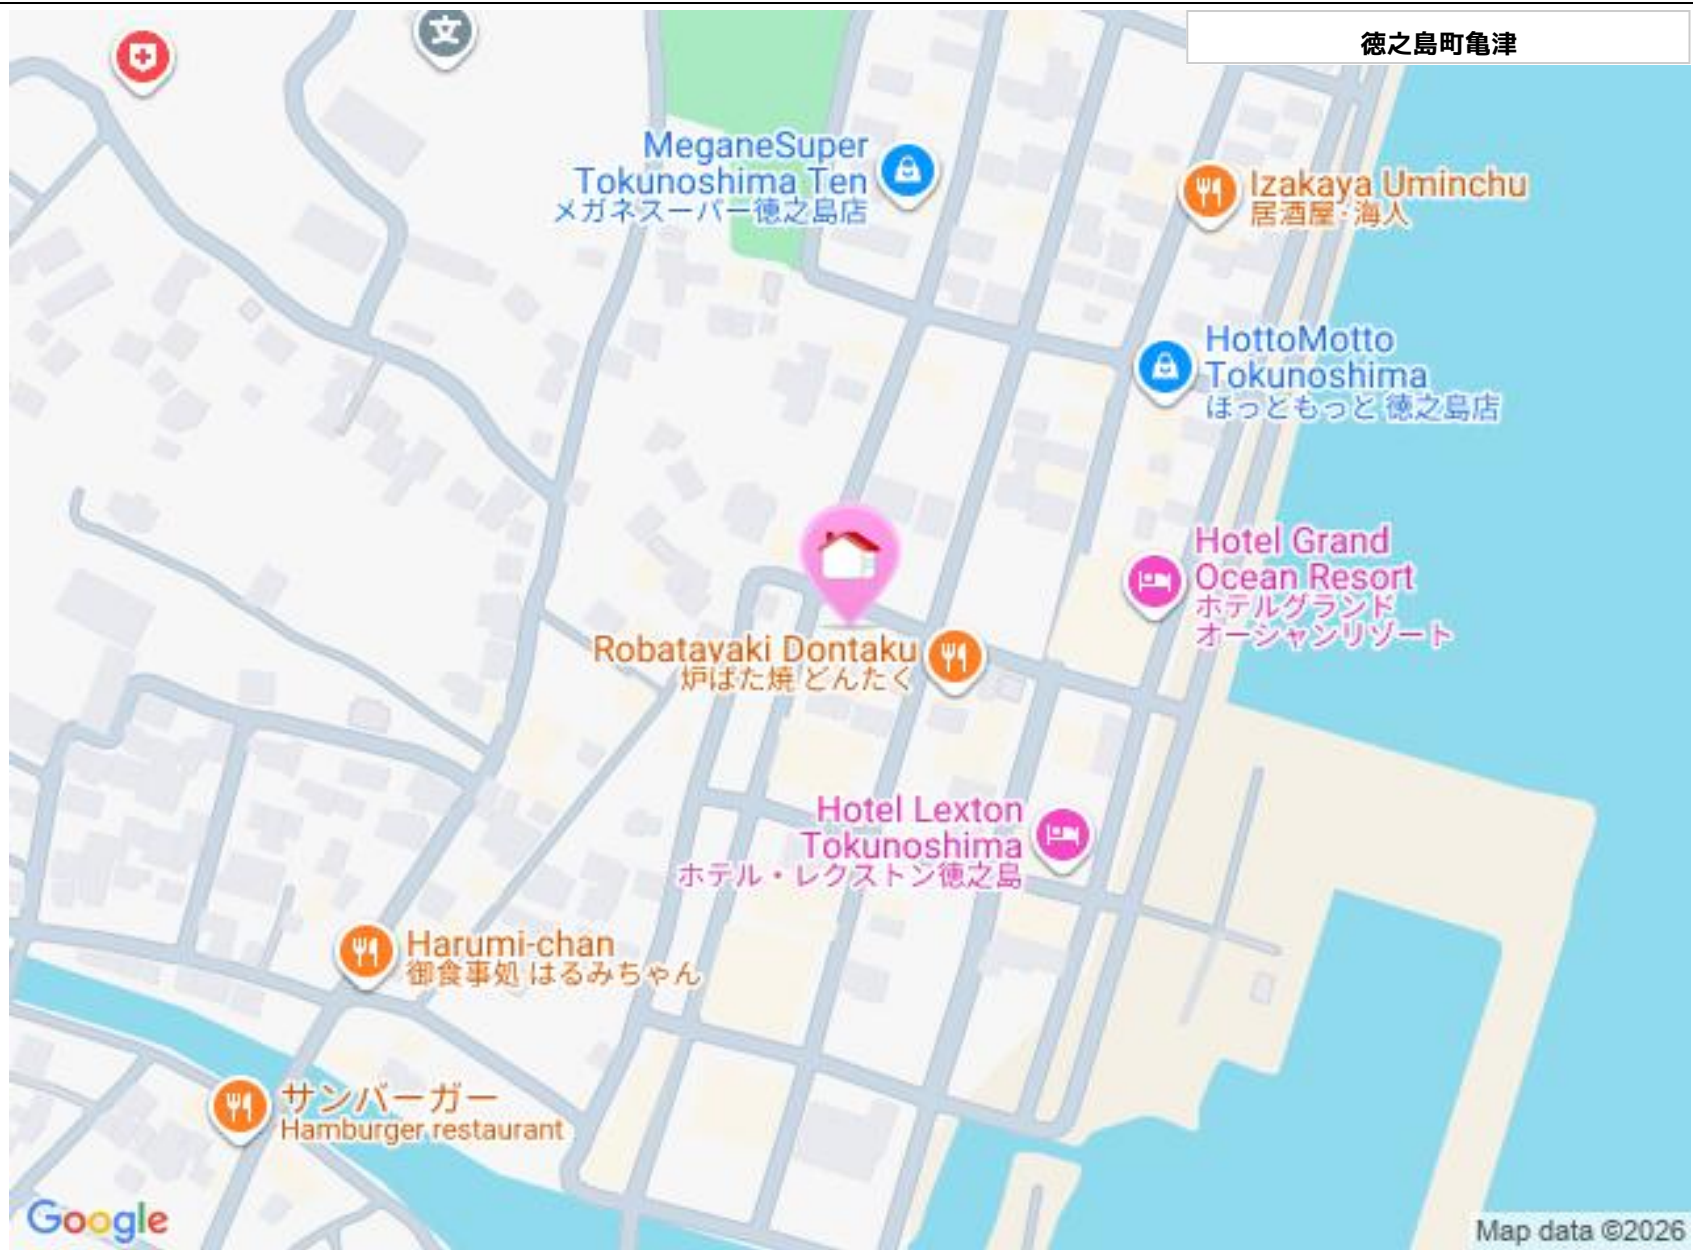 徳之島町亀津
文
MeganeSuper
Tokunoshima Ten
メガネスーパー徳之島店
Izakaya Uminchu
居酒屋·海人
HottoMotto
Tokunoshima
ほっともっと 徳之島店
Hotel Grand
Ocean Resort
ホテルグランド
オーシャンリゾート
Robatayaki Dontaku
炉ばた焼 どんたく
Hotel Lexton
Tokunoshima
ホテル・レクストン徳之島
Harumi-chan
御食事処 はるみちゃん
サンバーガー
Hamburger restaurant
Google
Map data ©2026